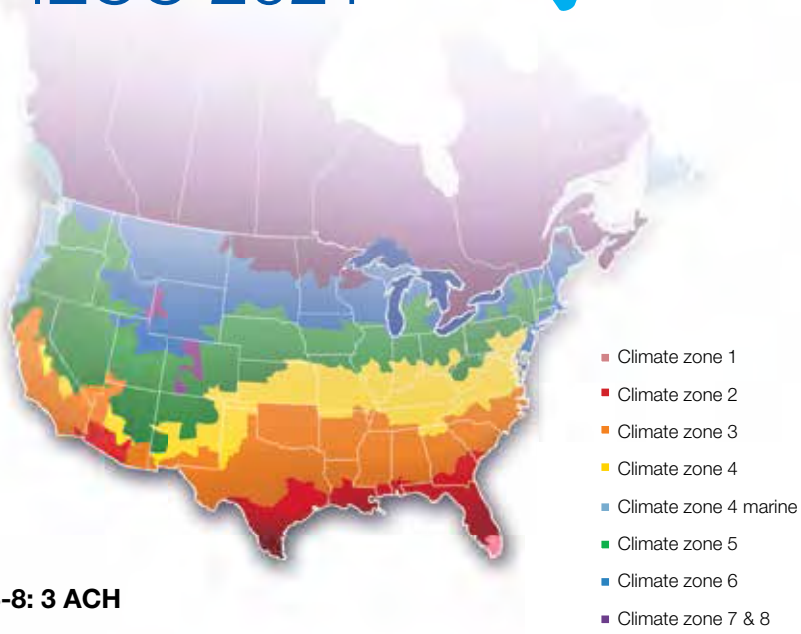 Climate zone 1
Climate zone 2
Climate zone 3
Climate zone 4
Climate zone 4 marine
Climate zone 5
Climate zone 6
-8: 3 ACH
Climate zone 7 & 8